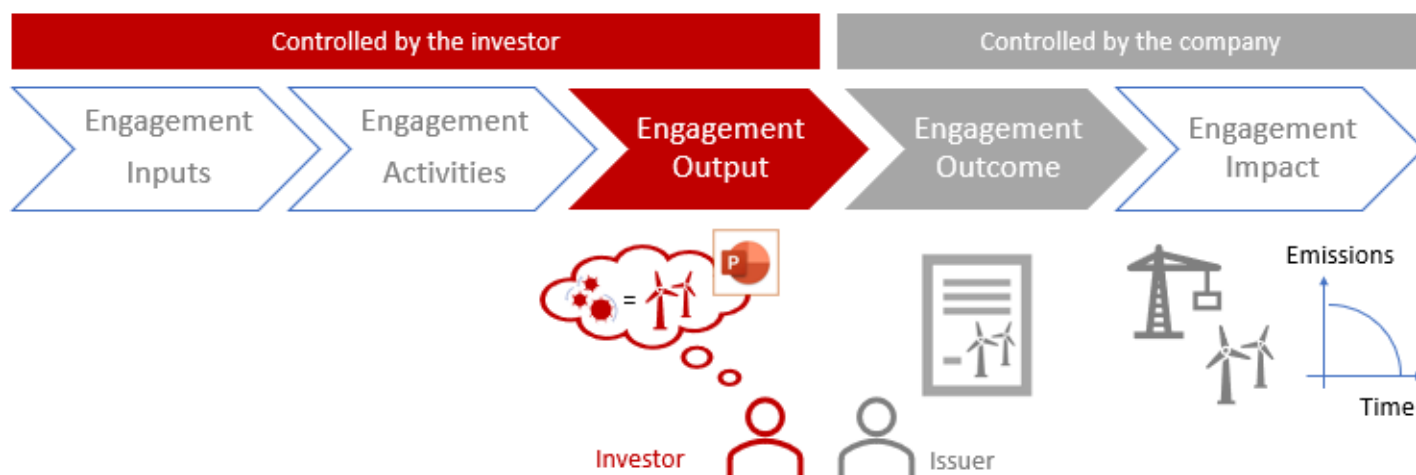 Controlled by the investor
Controlled by the company
Engagement
Inputs
Engagement
Activities
Engagement
Output
Engagement
Outcome
Engagement
Impact
P
=
Emissions
Time
Investor
Issuer